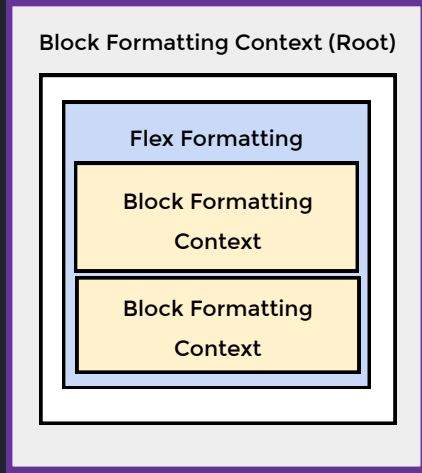 Block Formatting Context (Root)
Flex Formatting
Block Formatting
Context
Block Formatting
Context